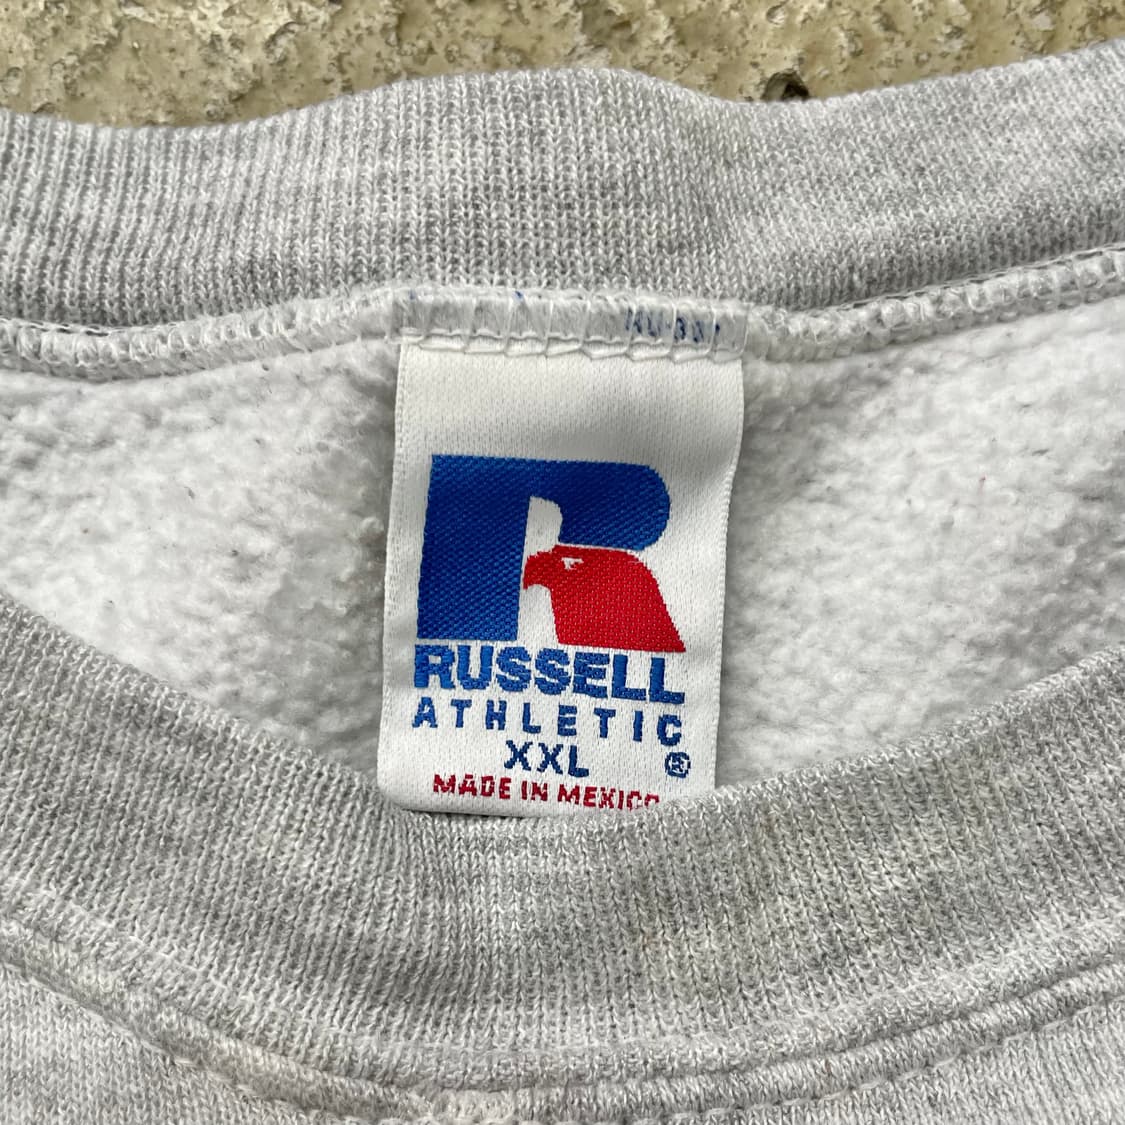 RUSSELL
ATHLETIC
XXL ®
MADE IN MEXICO